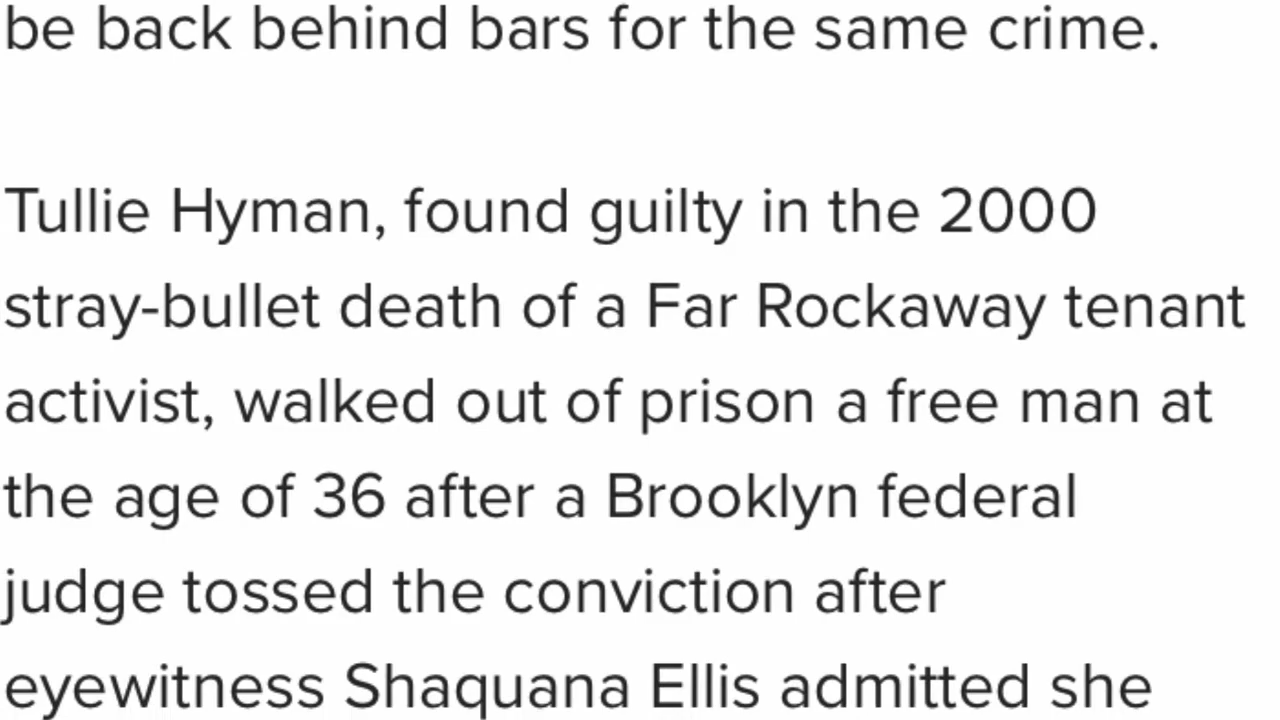 be back behind bars for the same crime.
Tullie Hyman, found guilty in the 2000
stray-bullet death of a Far Rockaway tenant
activist, walked out of prison a free man at
the age of 36 after a Brooklyn federal
judge tossed the conviction after
eyewitness Shaquana Ellis admitted she